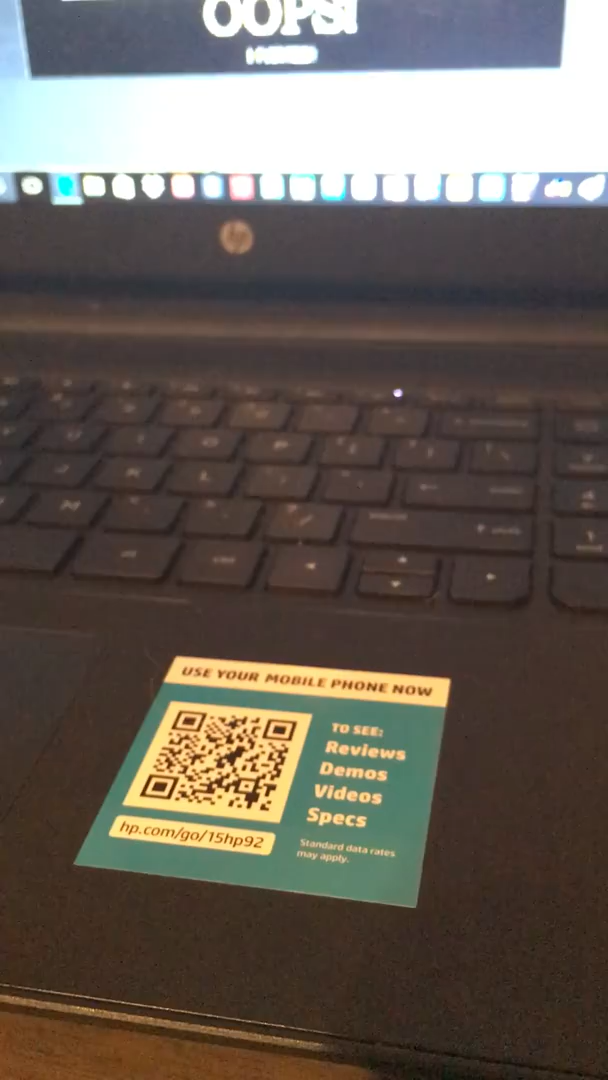 OOPS!
hp
USE YOUR MOBILE PHONE NOW
TO SEE:
Reviews
Demos
Videos
Specs
hp.com/go/15hp92
Standard data rates
may apply.